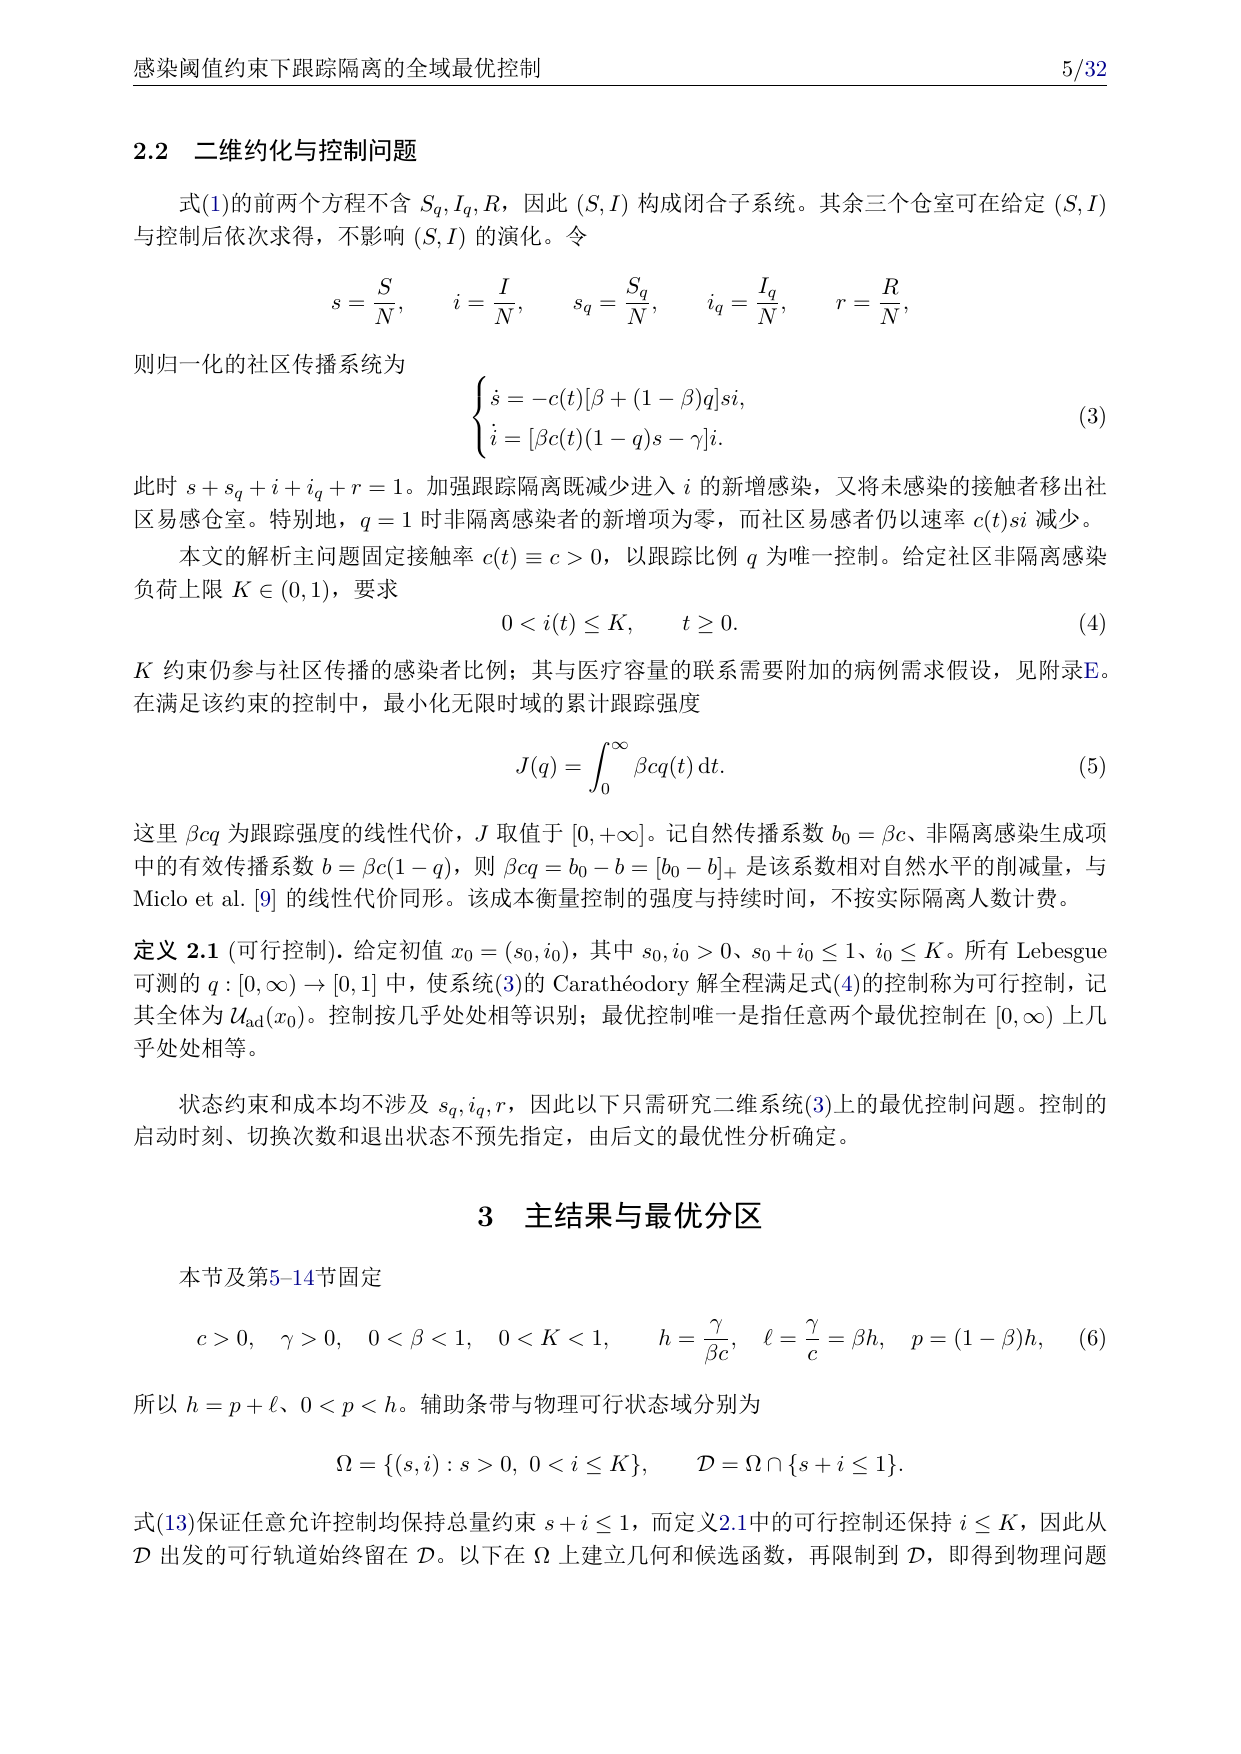 感染阈值约束下跟踪隔离的全域最优控制 5/32
2.2 二维约化与控制问题
式(1)的前两个方程不含 S_q, I_q, R，因此 (S, I) 构成闭合子系统。其余三个仓室可在给定 (S, I)
与控制后依次求得，不影响 (S, I) 的演化。令
s = S/N, i = I/N, s_q = S_q/N, i_q = I_q/N, r = R/N,
则归一化的社区传播系统为
{ ṡ = −c(t)[β + (1 − β)q]si,
i̇ = [βc(t)(1 − q)s − γ]i. (3)
此时 s + s_q + i + i_q + r = 1。加强跟踪隔离既减少进入 i 的新增感染，又将未感染的接触者移出社
区易感仓室。特别地，q = 1 时非隔离感染者的新增项为零，而社区易感者仍以速率 c(t)si 减少。
本文的解析主问题固定接触率 c(t) ≡ c > 0，以跟踪比例 q 为唯一控制。给定社区非隔离感染
负荷上限 K ∈ (0, 1)，要求
0 < i(t) ≤ K, t ≥ 0. (4)
K 约束仍参与社区传播的感染者比例；其与医疗容量的联系需要附加的病例需求假设，见附录E。
在满足该约束的控制中，最小化无限时域的累计跟踪强度
J(q) = ∫_0^∞ βcq(t) dt. (5)
这里 βcq 为跟踪强度的线性代价，J 取值于 [0, +∞]。记自然传播系数 b_0 = βc、非隔离感染生成项
中的有效传播系数 b = βc(1 − q)，则 βcq = b_0 − b = [b_0 − b]_+ 是该系数相对自然水平的削减量，与
Miclo et al. [9] 的线性代价同形。该成本衡量控制的强度与持续时间，不按实际隔离人数计费。
定义 2.1 (可行控制). 给定初值 x_0 = (s_0, i_0)，其中 s_0, i_0 > 0、s_0 + i_0 ≤ 1、i_0 ≤ K。所有 Lebesgue
可测的 q : [0, ∞) → [0, 1] 中，使系统(3)的 Carathéodory 解全程满足式(4)的控制称为可行控制，记
其全体为 𝒰_ad(x_0)。控制按几乎处处相等识别；最优控制唯一是指任意两个最优控制在 [0, ∞) 上几
乎处处相等。
状态约束和成本均不涉及 s_q, i_q, r，因此以下只需研究二维系统(3)上的最优控制问题。控制的
启动时刻、切换次数和退出状态不预先指定，由后文的最优性分析确定。
3 主结果与最优分区
本节及第5–14节固定
c > 0, γ > 0, 0 < β < 1, 0 < K < 1, h = γ/βc, ℓ = γ/c = βh, p = (1 − β)h, (6)
所以 h = p + ℓ、0 < p < h。辅助条带与物理可行状态域分别为
Ω = {(s, i) : s > 0, 0 < i ≤ K}, 𝒟 = Ω ∩ {s + i ≤ 1}.
式(13)保证任意允许控制均保持总量约束 s + i ≤ 1，而定义2.1中的可行控制还保持 i ≤ K，因此从
𝒟 出发的可行轨道始终留在 𝒟。以下在 Ω 上建立几何和候选函数，再限制到 𝒟，即得到物理问题